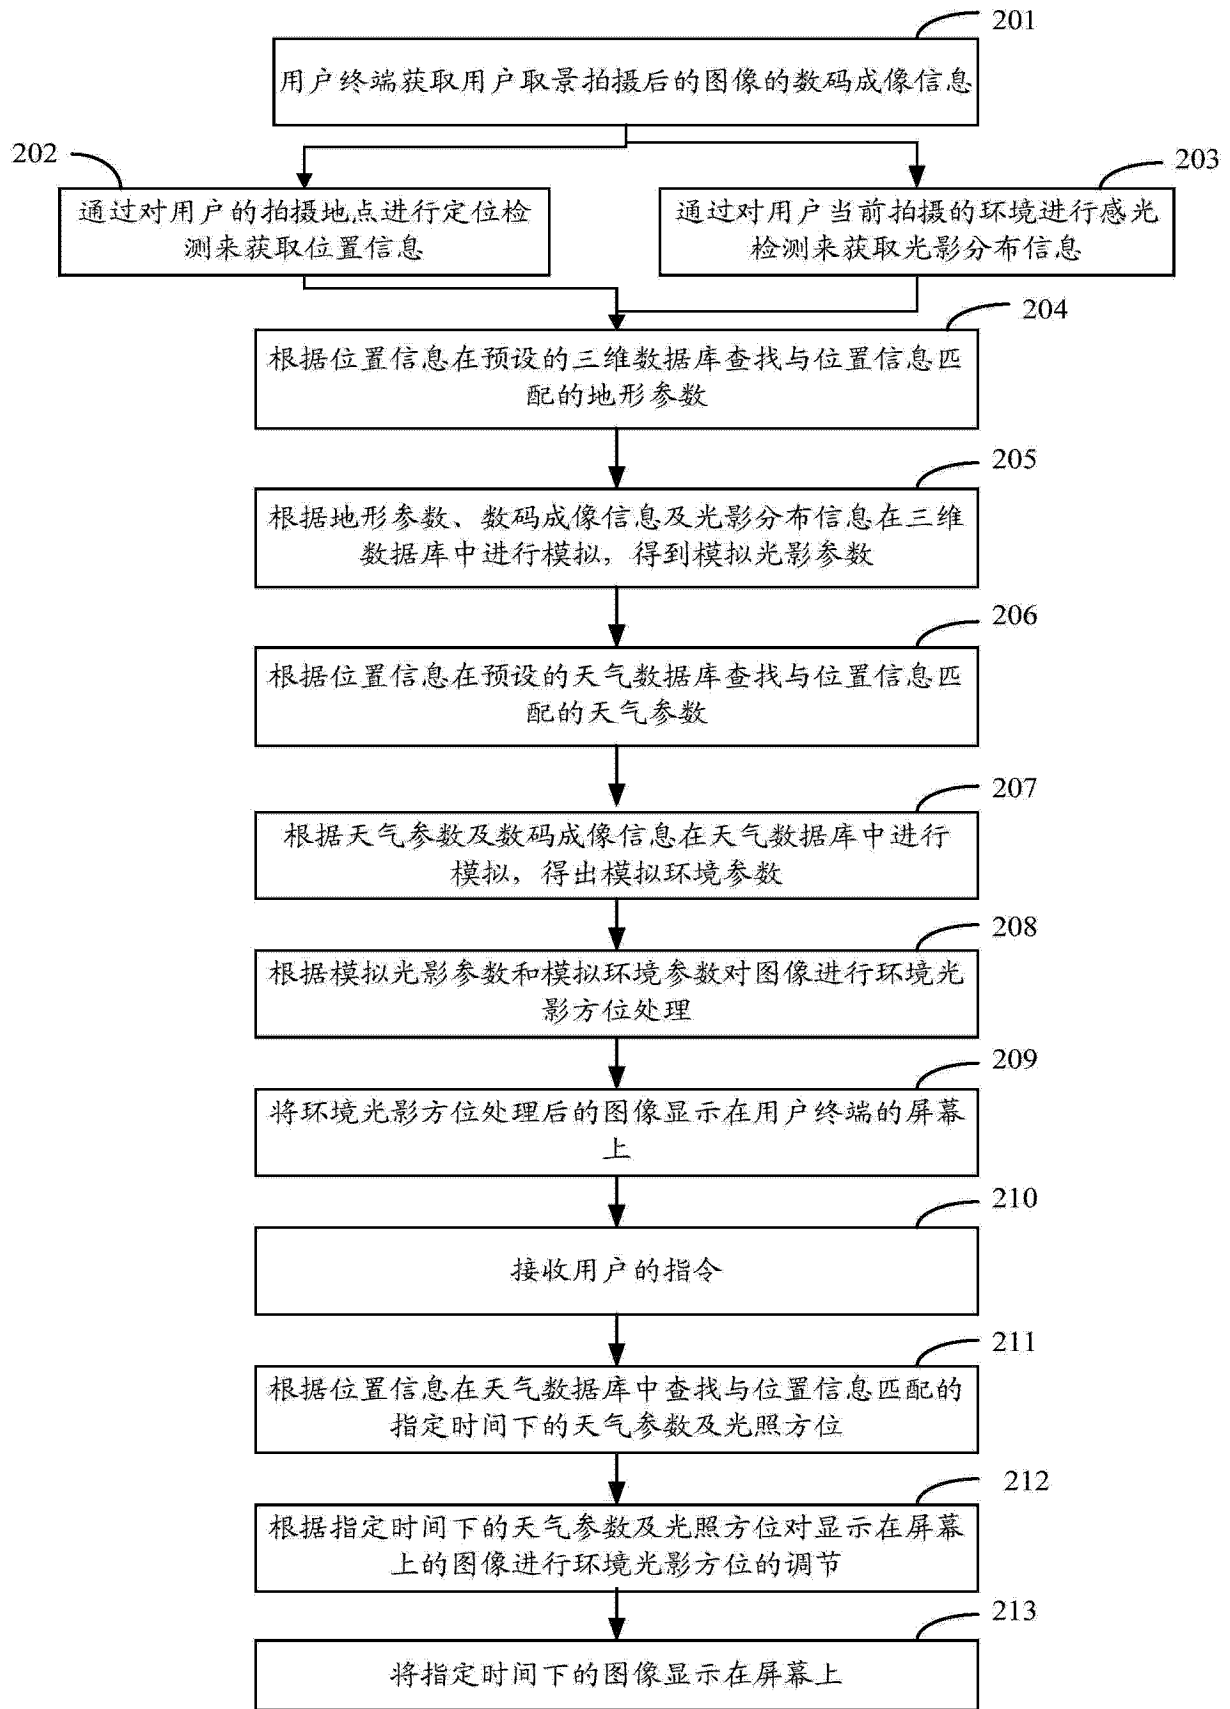 201
用户终端获取用户取景拍摄后的图像的数码成像信息
202
203
通过对用户的拍摄地点进行定位检
测来获取位置信息
通过对用户当前拍摄的环境进行感光
检测来获取光影分布信息
204
根据位置信息在预设的三维数据库查找与位置信息匹
配的地形参数
205
根据地形参数、数码成像信息及光影分布信息在三维
数据库中进行模拟，得到模拟光影参数
206
根据位置信息在预设的天气数据库查找与位置信息匹
配的天气参数
207
根据天气参数及数码成像信息在天气数据库中进行
模拟，得出模拟环境参数
208
根据模拟光影参数和模拟环境参数对图像进行环境光
影方位处理
209
将环境光影方位处理后的图像显示在用户终端的屏幕
上
210
接收用户的指令
211
根据位置信息在天气数据库中查找与位置信息匹配的
指定时间下的天气参数及光照方位
212
根据指定时间下的天气参数及光照方位对显示在屏幕
上的图像进行环境光影方位的调节
213
将指定时间下的图像显示在屏幕上